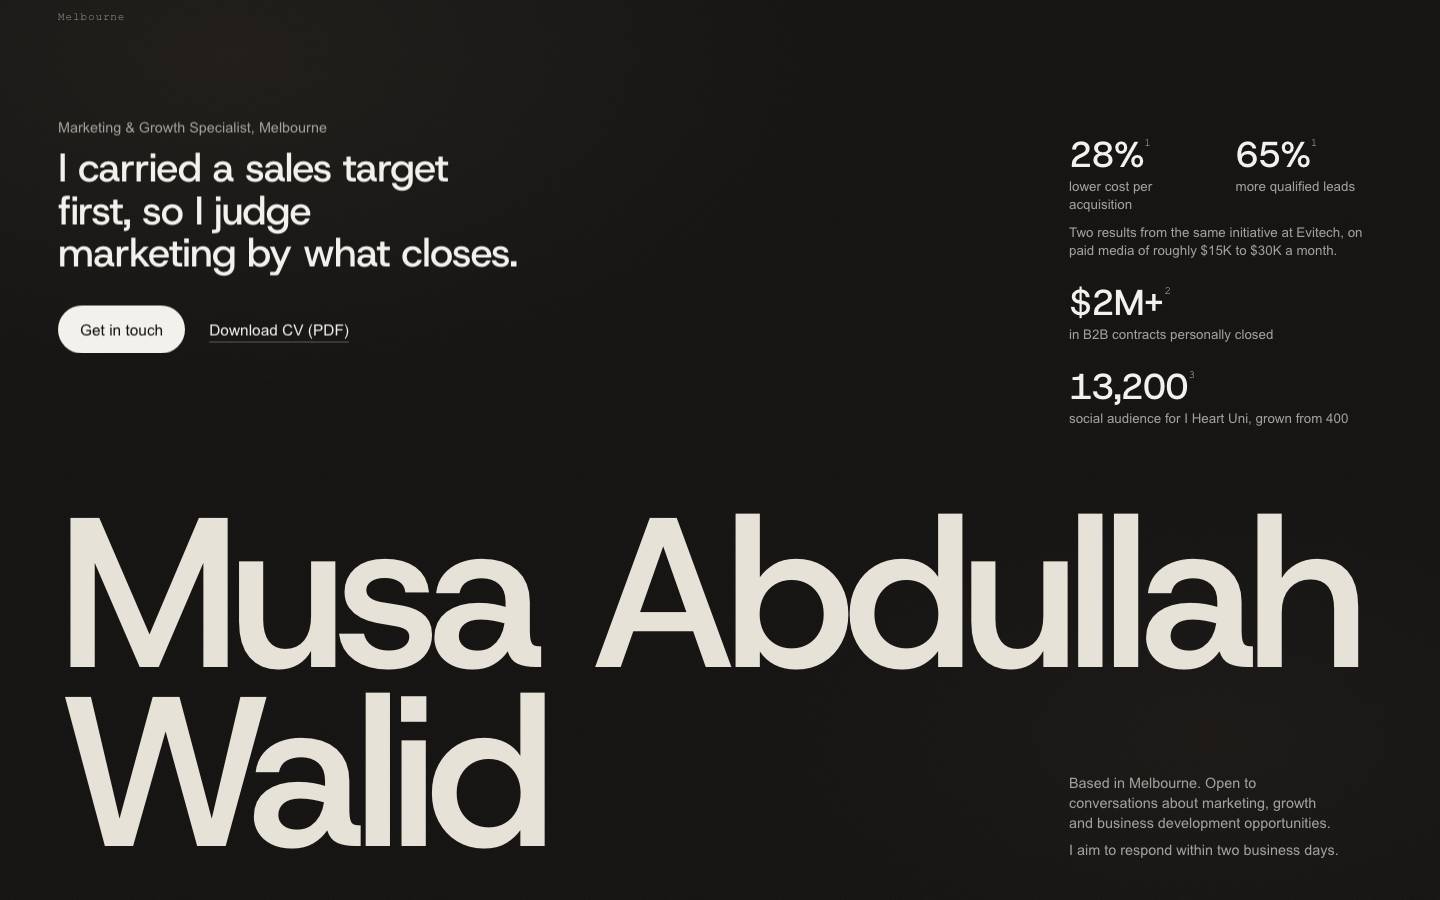 Melbourne
Marketing & Growth Specialist, Melbourne
I carried a sales target
first, so I judge
marketing by what closes.
Get in touch
Download CV (PDF)
28%1
lower cost per
acquisition
65%1
more qualified leads
Two results from the same initiative at Evitech, on
paid media of roughly $15K to $30K a month.
$2M+2
in B2B contracts personally closed
13,2003
social audience for I Heart Uni, grown from 400
Musa Abdullah
Walid
Based in Melbourne. Open to
conversations about marketing, growth
and business development opportunities.
I aim to respond within two business days.